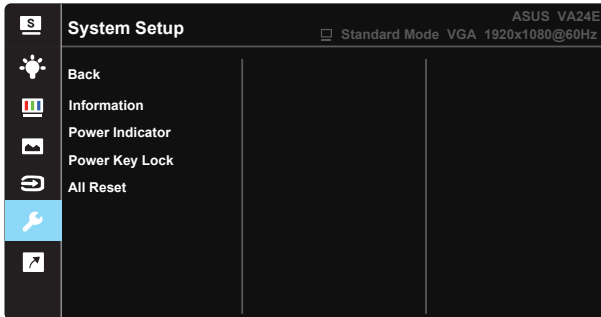 S
System Setup
ASUS VA24E
Standard Mode VGA 1920x1080@60Hz
Back
Information
Power Indicator
Power Key Lock
All Reset